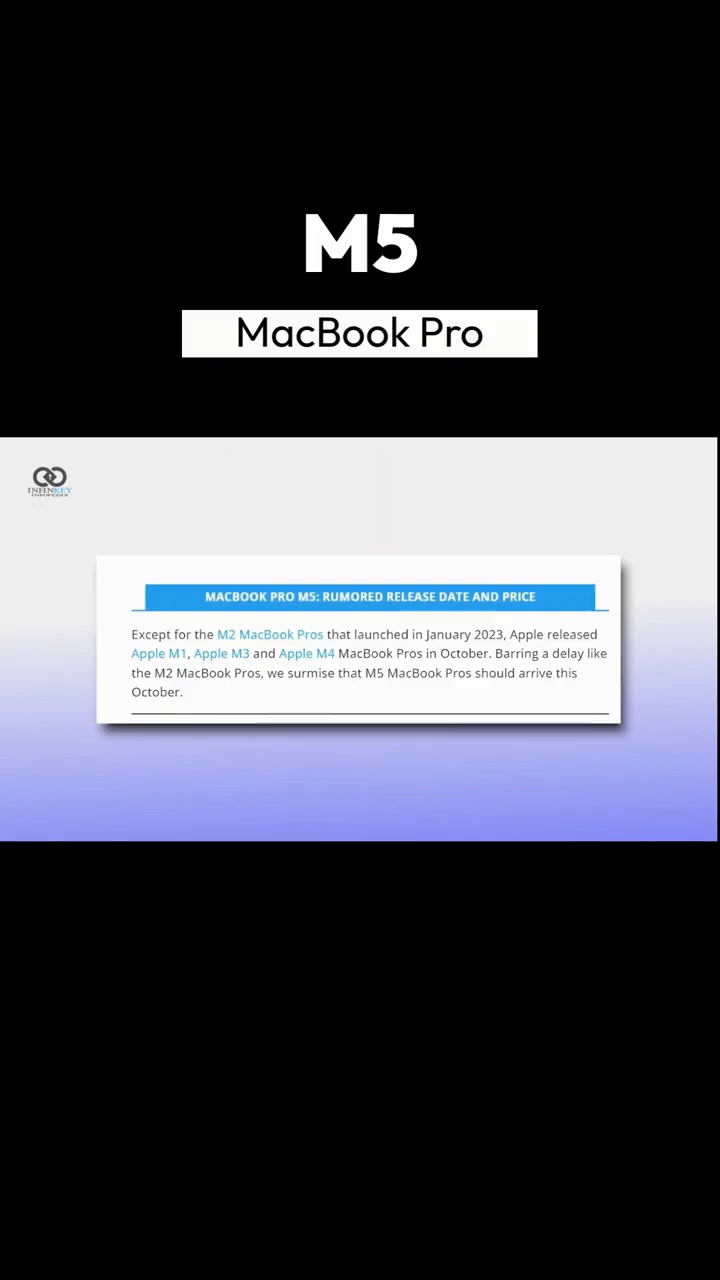 M5
MacBook Pro
INFINKEY
INFOPEDIA
MACBOOK PRO M5: RUMORED RELEASE DATE AND PRICE
Except for the M2 MacBook Pros that launched in January 2023, Apple released
Apple M1, Apple M3 and Apple M4 MacBook Pros in October. Barring a delay like
the M2 MacBook Pros, we surmise that M5 MacBook Pros should arrive this
October.